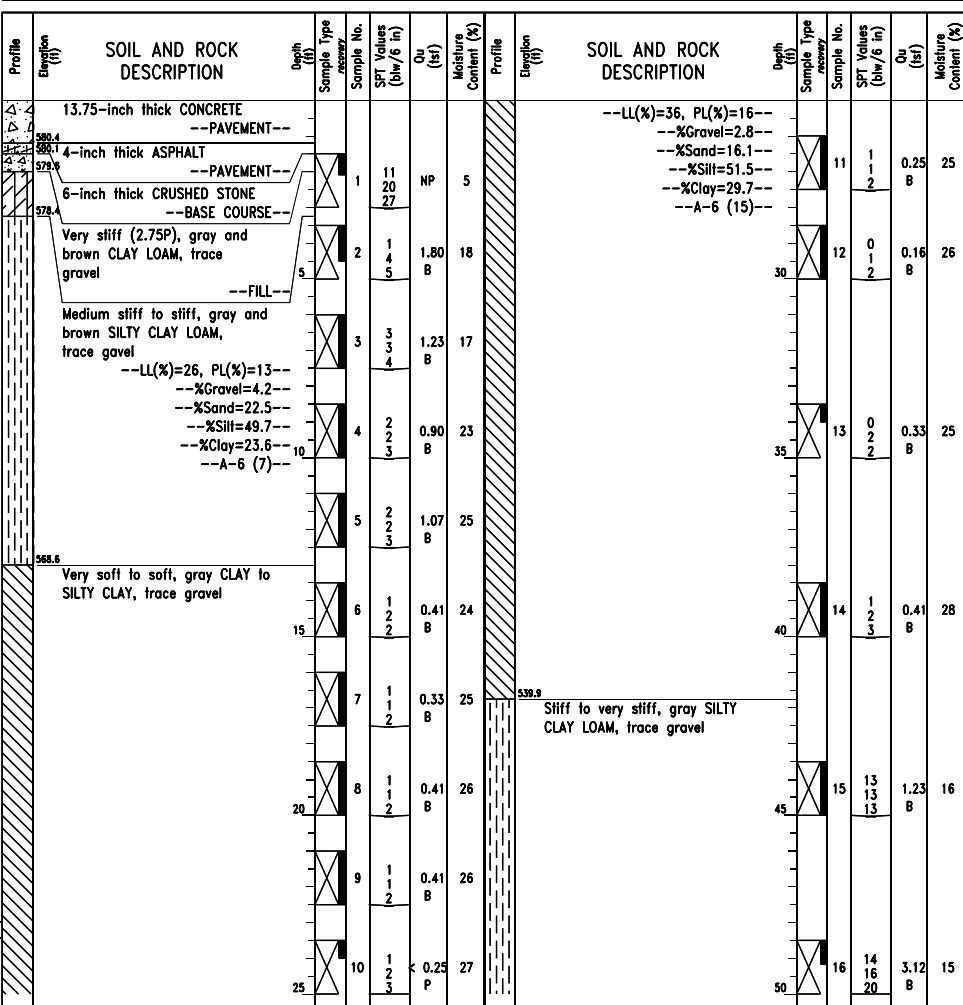 Profile
Elevation
(ft)
SOIL AND ROCK
DESCRIPTION
Depth
(ft)
Sample Type
recovery
Sample No.
SPT Values
(blw/6 in)
Qu
(tsf)
Moisture
Content (%)
13.75-inch thick CONCRETE
--PAVEMENT--
580.4
580.1
4-inch thick ASPHALT
--PAVEMENT--
579.6
6-inch thick CRUSHED STONE
--BASE COURSE--
578.4
1
11
20
27
NP
5
Very stiff (2.75P), gray and
brown CLAY LOAM, trace
gravel
--FILL--
5
2
1
4
5
1.80
B
18
Medium stiff to stiff, gray and
brown SILTY CLAY LOAM,
trace gavel
--LL(%)=26, PL(%)=13--
--%Gravel=4.2--
--%Sand=22.5--
--%Silt=49.7--
--%Clay=23.6--
--A-6 (7)--
3
3
3
4
1.23
B
17
10
4
2
2
3
0.90
B
23
5
2
2
3
1.07
B
25
568.6
Very soft to soft, gray CLAY to
SILTY CLAY, trace gravel
15
6
1
2
2
0.41
B
24
7
1
1
2
0.33
B
25
20
8
1
1
2
0.41
B
26
9
1
1
2
0.41
B
26
25
10
1
2
3
< 0.25
P
27
Profile
Elevation
(ft)
SOIL AND ROCK
DESCRIPTION
Depth
(ft)
Sample Type
recovery
Sample No.
SPT Values
(blw/6 in)
Qu
(tsf)
Moisture
Content (%)
--LL(%)=36, PL(%)=16--
--%Gravel=2.8--
--%Sand=16.1--
--%Silt=51.5--
--%Clay=29.7--
--A-6 (15)--
11
1
1
2
0.25
B
25
30
12
0
1
2
0.16
B
26
35
13
0
2
2
0.33
B
25
40
14
1
2
3
0.41
B
28
539.9
Stiff to very stiff, gray SILTY
CLAY LOAM, trace gravel
45
15
13
13
13
1.23
B
16
50
16
14
16
20
3.12
B
15